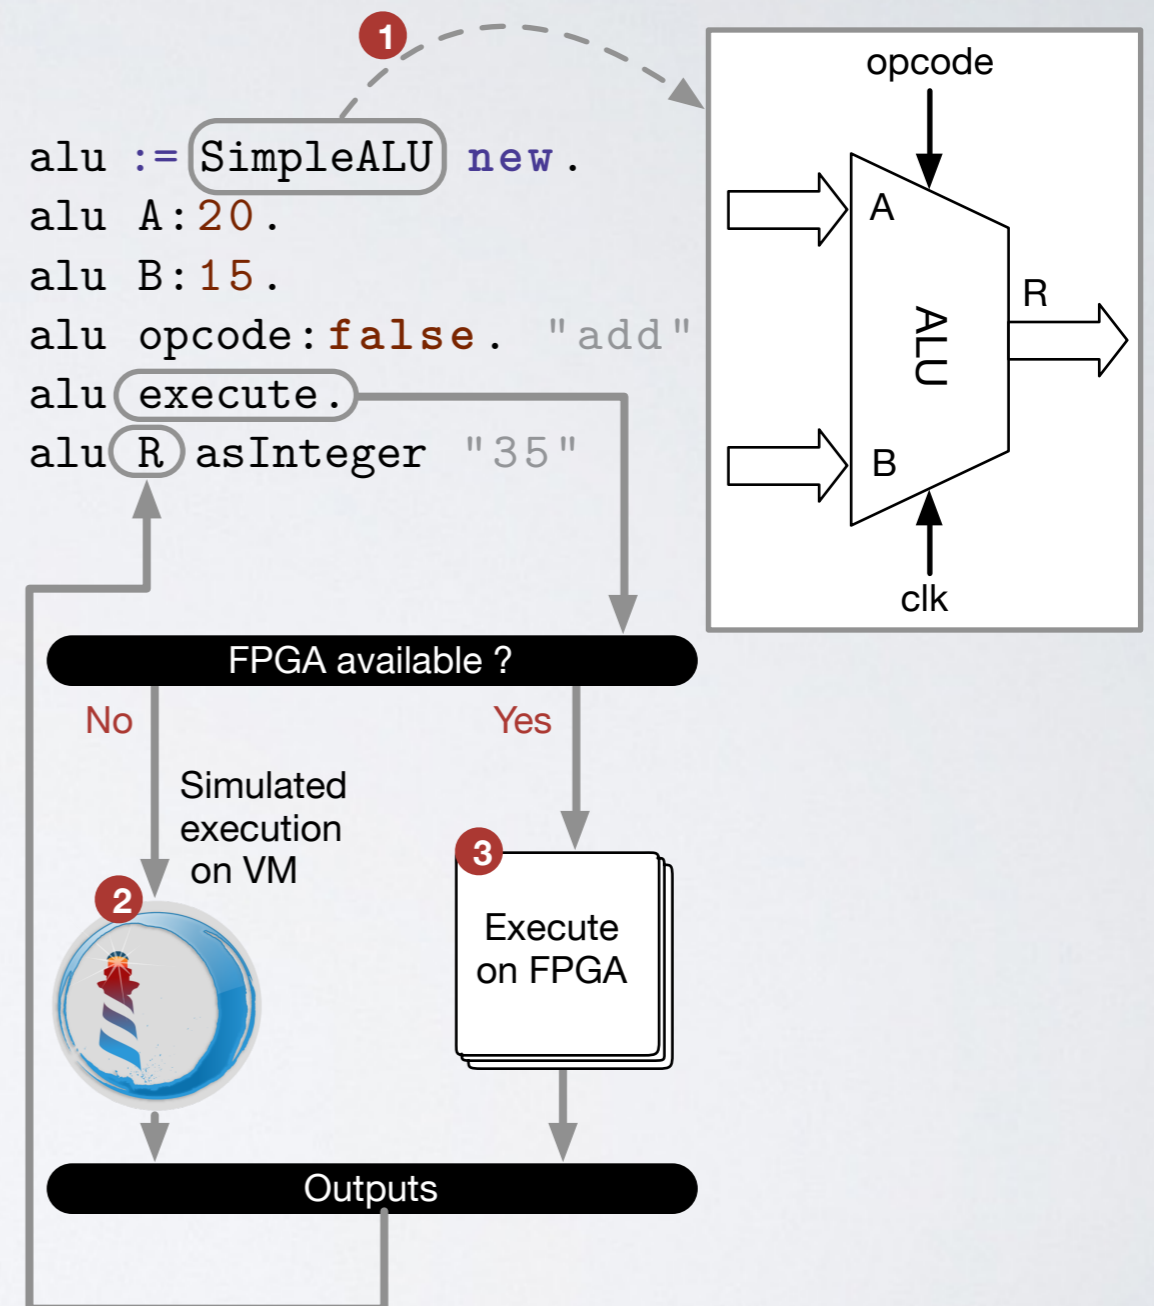 1
opcode
alu := SimpleALU new.
alu A:20.
alu B:15.
alu opcode:false. "add"
alu execute.
alu R asInteger "35"
A
ALU
R
B
clk
FPGA available ?
No
Yes
Simulated
execution
on VM
2
3
Execute
on FPGA
Outputs